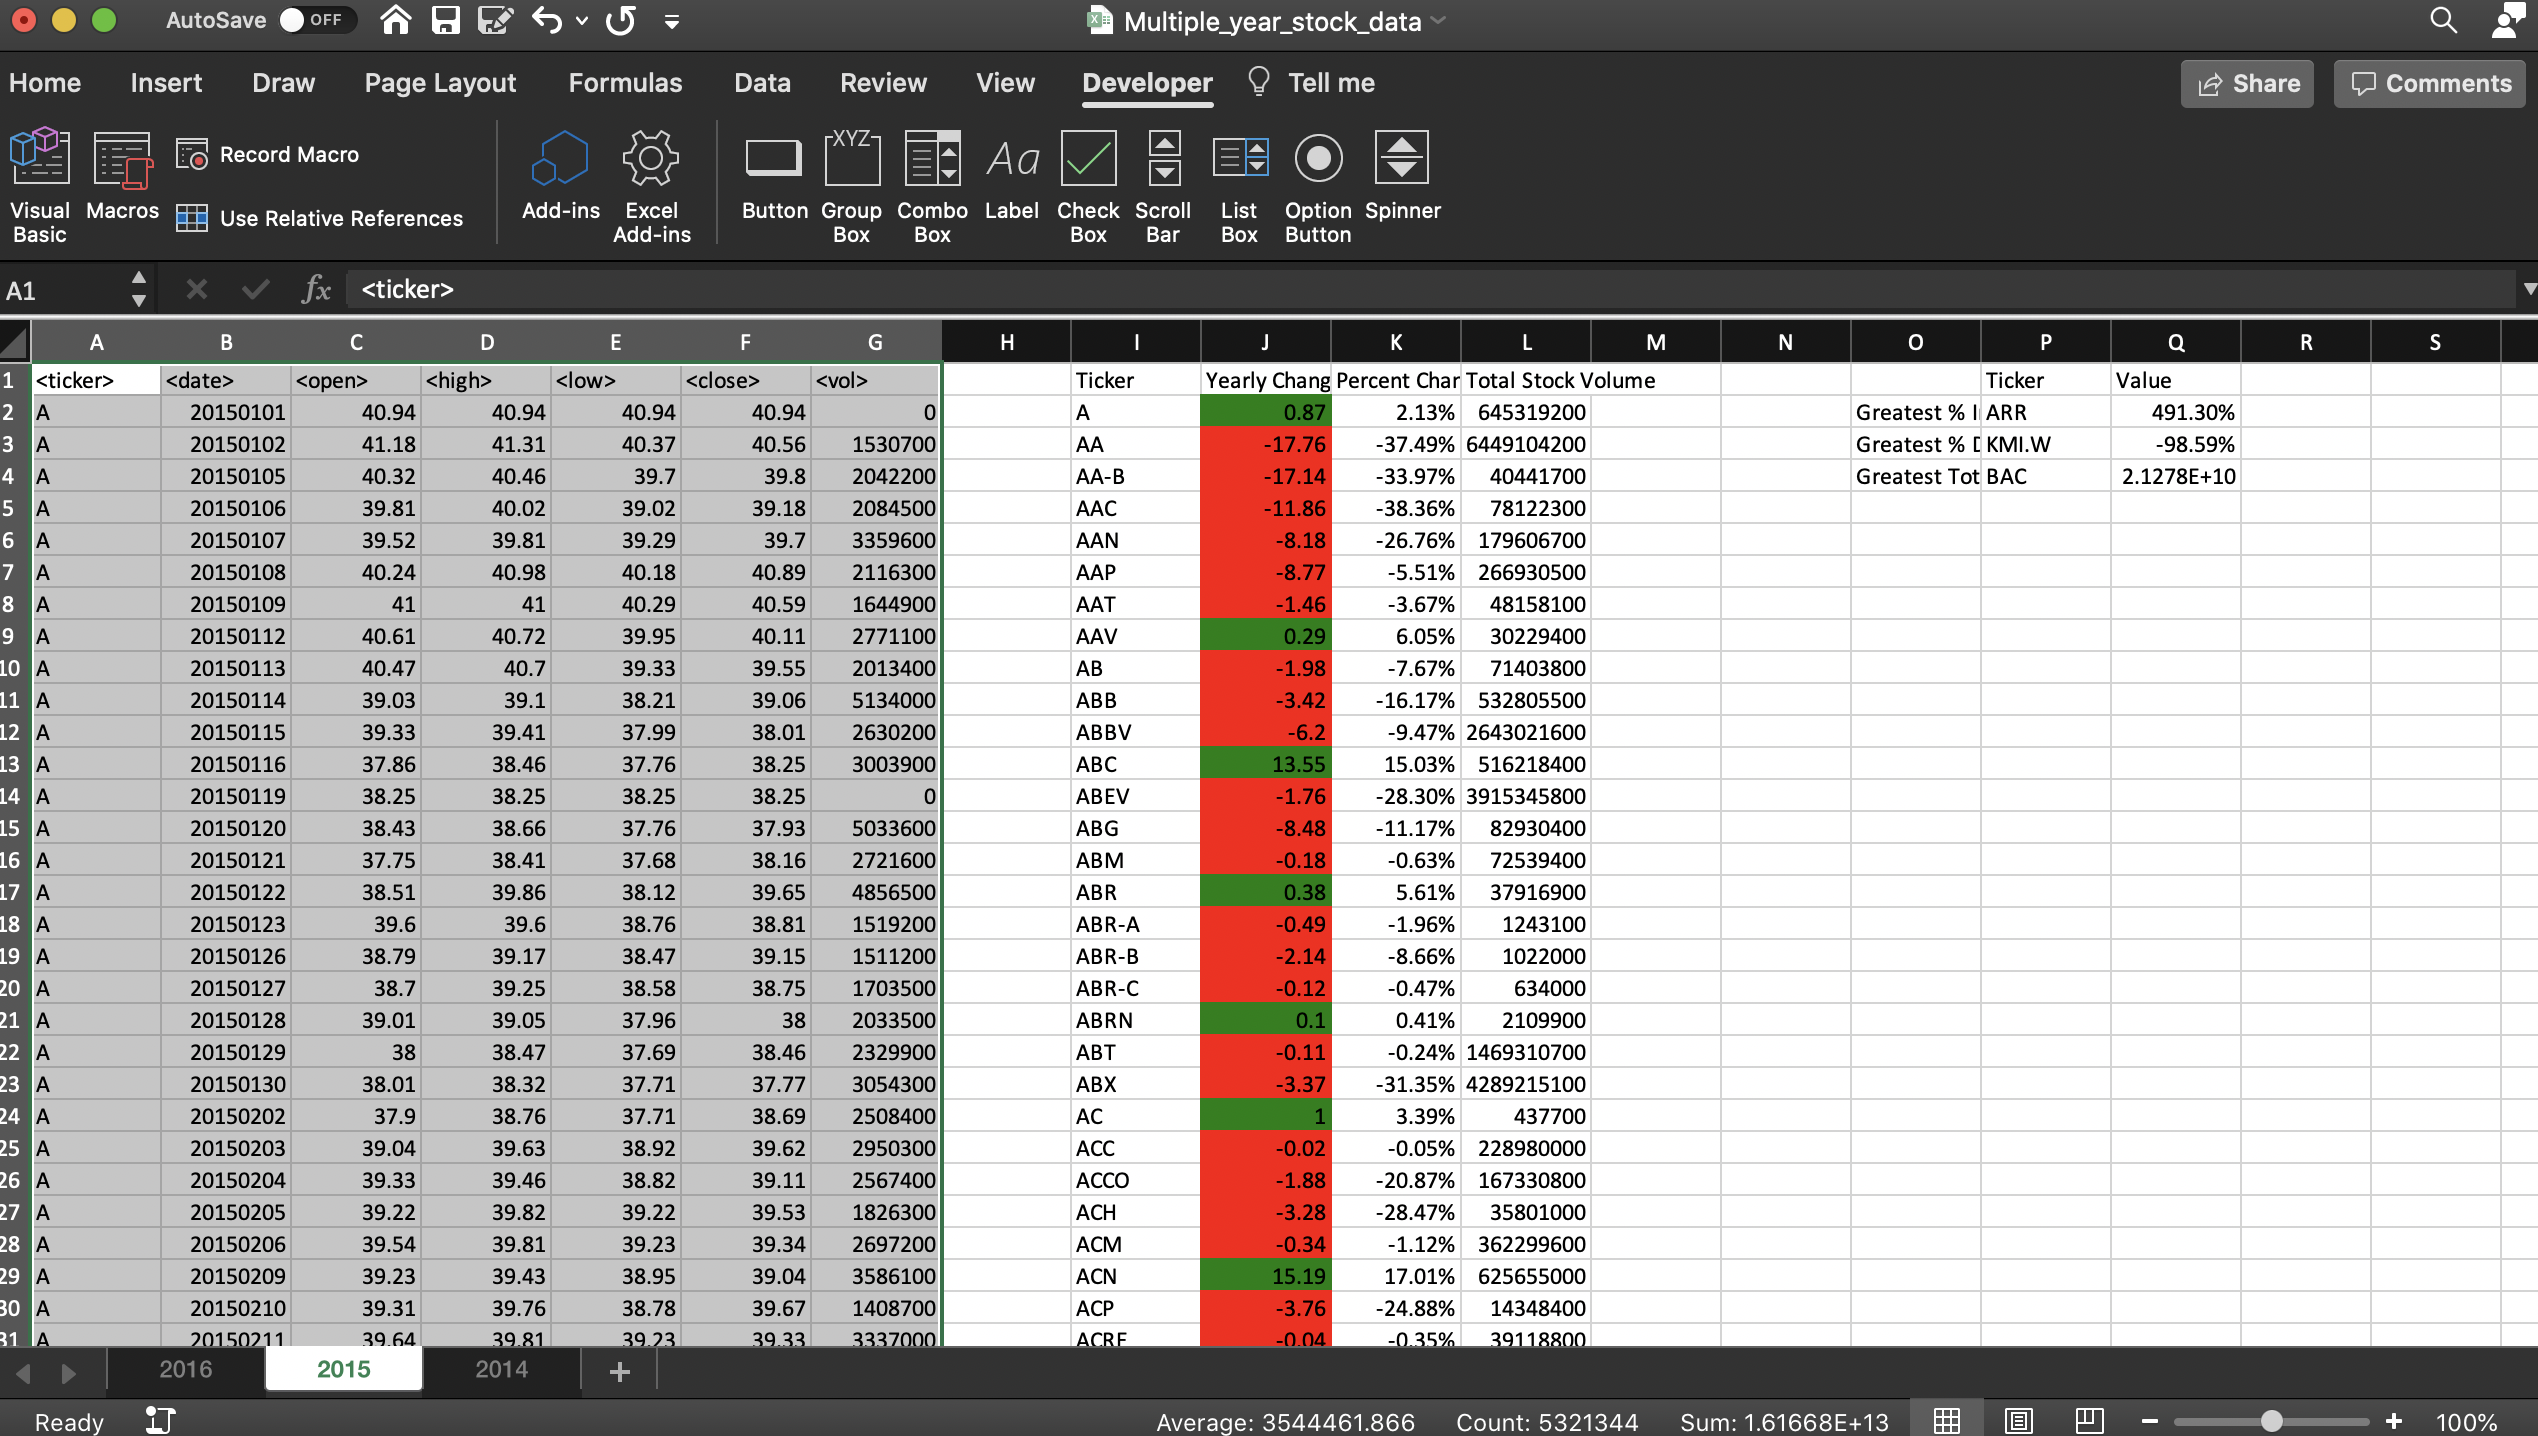 AutoSave OFF Multiple_year_stock_data
Home Insert Draw Page Layout Formulas Data Review View Developer Tell me Share Comments
Visual Basic Macros Record Macro Use Relative References Add-ins Excel Add-ins Button XYZ Group Box Combo Box Aa Label Check Box Scroll Bar List Box Option Button Spinner
A1 fx <ticker>
A B C D E F G H I J K L M N O P Q R S
1 <ticker> <date> <open> <high> <low> <close> <vol> Ticker Yearly Chang Percent Char Total Stock Volume Ticker Value
2 A 20150101 40.94 40.94 40.94 40.94 0 A 0.87 2.13% 645319200 Greatest % I ARR 491.30%
3 A 20150102 41.18 41.31 40.37 40.56 1530700 AA -17.76 -37.49% 6449104200 Greatest % D KMI.W -98.59%
4 A 20150105 40.32 40.46 39.7 39.8 2042200 AA-B -17.14 -33.97% 40441700 Greatest Tot BAC 2.1278E+10
5 A 20150106 39.81 40.02 39.02 39.18 2084500 AAC -11.86 -38.36% 78122300
6 A 20150107 39.52 39.81 39.29 39.7 3359600 AAN -8.18 -26.76% 179606700
7 A 20150108 40.24 40.98 40.18 40.89 2116300 AAP -8.77 -5.51% 266930500
8 A 20150109 41 41 40.29 40.59 1644900 AAT -1.46 -3.67% 48158100
9 A 20150112 40.61 40.72 39.95 40.11 2771100 AAV 0.29 6.05% 30229400
10 A 20150113 40.47 40.7 39.33 39.55 2013400 AB -1.98 -7.67% 71403800
11 A 20150114 39.03 39.1 38.21 39.06 5134000 ABB -3.42 -16.17% 532805500
12 A 20150115 39.33 39.41 37.99 38.01 2630200 ABBV -6.2 -9.47% 2643021600
13 A 20150116 37.86 38.46 37.76 38.25 3003900 ABC 13.55 15.03% 516218400
14 A 20150119 38.25 38.25 38.25 38.25 0 ABEV -1.76 -28.30% 3915345800
15 A 20150120 38.43 38.66 37.76 37.93 5033600 ABG -8.48 -11.17% 82930400
16 A 20150121 37.75 38.41 37.68 38.16 2721600 ABM -0.18 -0.63% 72539400
17 A 20150122 38.51 39.86 38.12 39.65 4856500 ABR 0.38 5.61% 37916900
18 A 20150123 39.6 39.6 38.76 38.81 1519200 ABR-A -0.49 -1.96% 1243100
19 A 20150126 38.79 39.17 38.47 39.15 1511200 ABR-B -2.14 -8.66% 1022000
20 A 20150127 38.7 39.25 38.58 38.75 1703500 ABR-C -0.12 -0.47% 634000
21 A 20150128 39.01 39.05 37.96 38 2033500 ABRN 0.1 0.41% 2109900
22 A 20150129 38 38.47 37.69 38.46 2329900 ABT -0.11 -0.24% 1469310700
23 A 20150130 38.01 38.32 37.71 37.77 3054300 ABX -3.37 -31.35% 4289215100
24 A 20150202 37.9 38.76 37.71 38.69 2508400 AC 1 3.39% 437700
25 A 20150203 39.04 39.63 38.92 39.62 2950300 ACC -0.02 -0.05% 228980000
26 A 20150204 39.33 39.46 38.82 39.11 2567400 ACCO -1.88 -20.87% 167330800
27 A 20150205 39.22 39.82 39.22 39.53 1826300 ACH -3.28 -28.47% 35801000
28 A 20150206 39.54 39.81 39.23 39.34 2697200 ACM -0.34 -1.12% 362299600
29 A 20150209 39.23 39.43 38.95 39.04 3586100 ACN 15.19 17.01% 625655000
30 A 20150210 39.31 39.76 38.78 39.67 1408700 ACP -3.76 -24.88% 14348400
31 A 20150211 39.64 39.81 39.23 39.33 3337000 ACRE -0.04 -0.35% 39118800
2016 2015 2014 +
Ready Average: 3544461.866 Count: 5321344 Sum: 1.61668E+13 100%